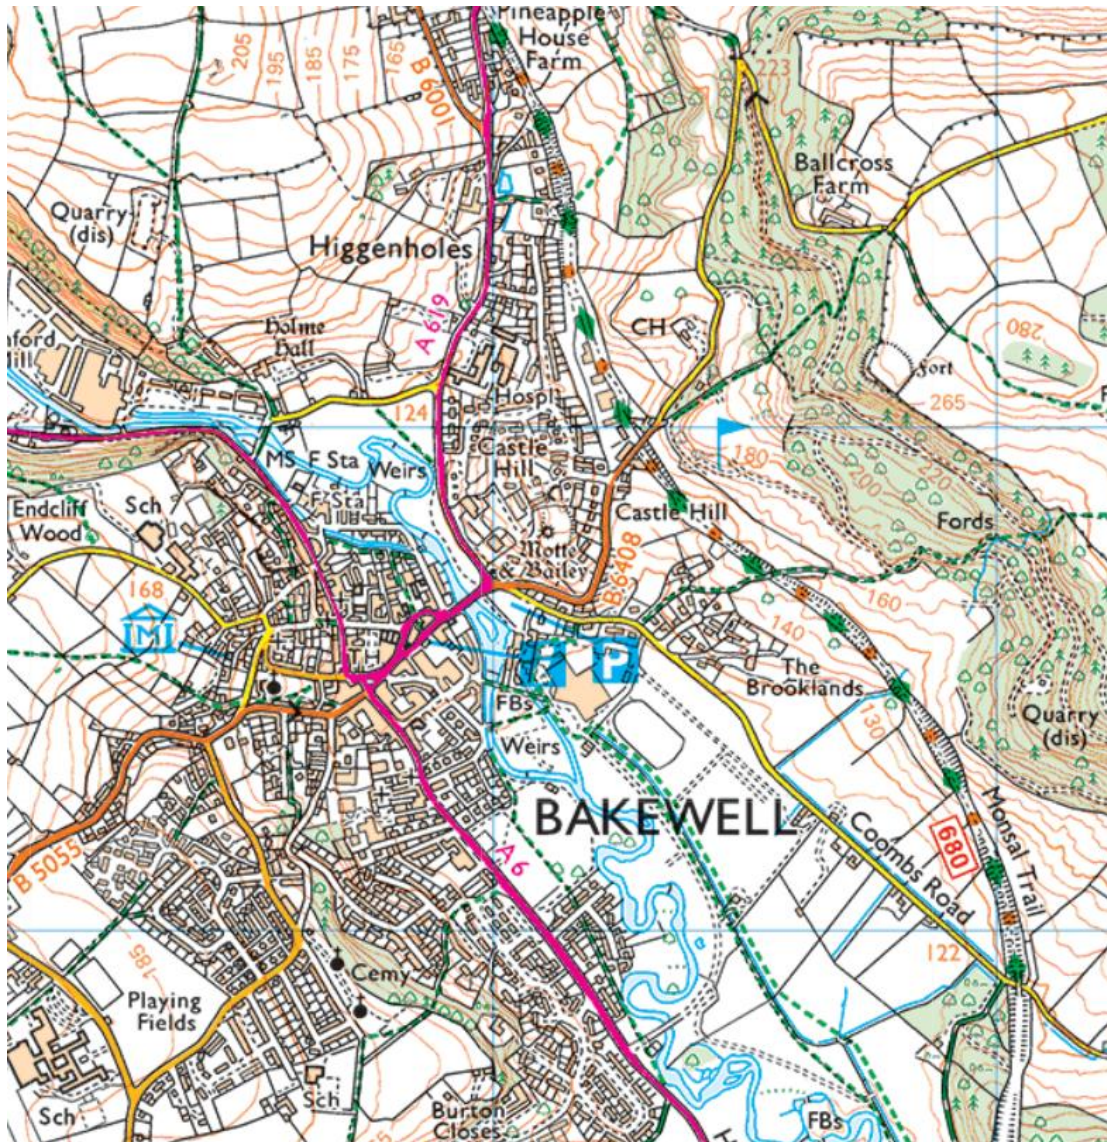 Pineapple
House
Farm
205
195
185
175
165
B 6001
223
Ballcross
Farm
Quarry
(dis)
Higgenholes
A 619
CH
280
Holme
Hall
Fort
265
124
Hospl
Castle
Hill
MS
F Sta
Weirs
F Sta
180
200
220
Sch
Endcliff
Wood
Castle Hill
Fords
Motte
& Bailey
B 6408
168
160
140
M
i
P
TH
The
Brooklands
FBs
130
Quarry
(dis)
Weirs
BAKEWELL
Monsal Trail
680
Coombs Road
A 6
B 5055
122
185
Cemy
Playing
Fields
Sch
Sch
Burton
Closes
FBs